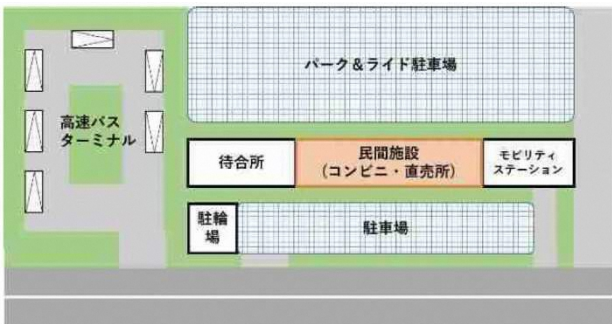 パーク＆ライド駐車場
高速バス
ターミナル
待合所
民間施設
(コンビニ・直売所)
モビリティ
ステーション
駐輪
場
駐車場